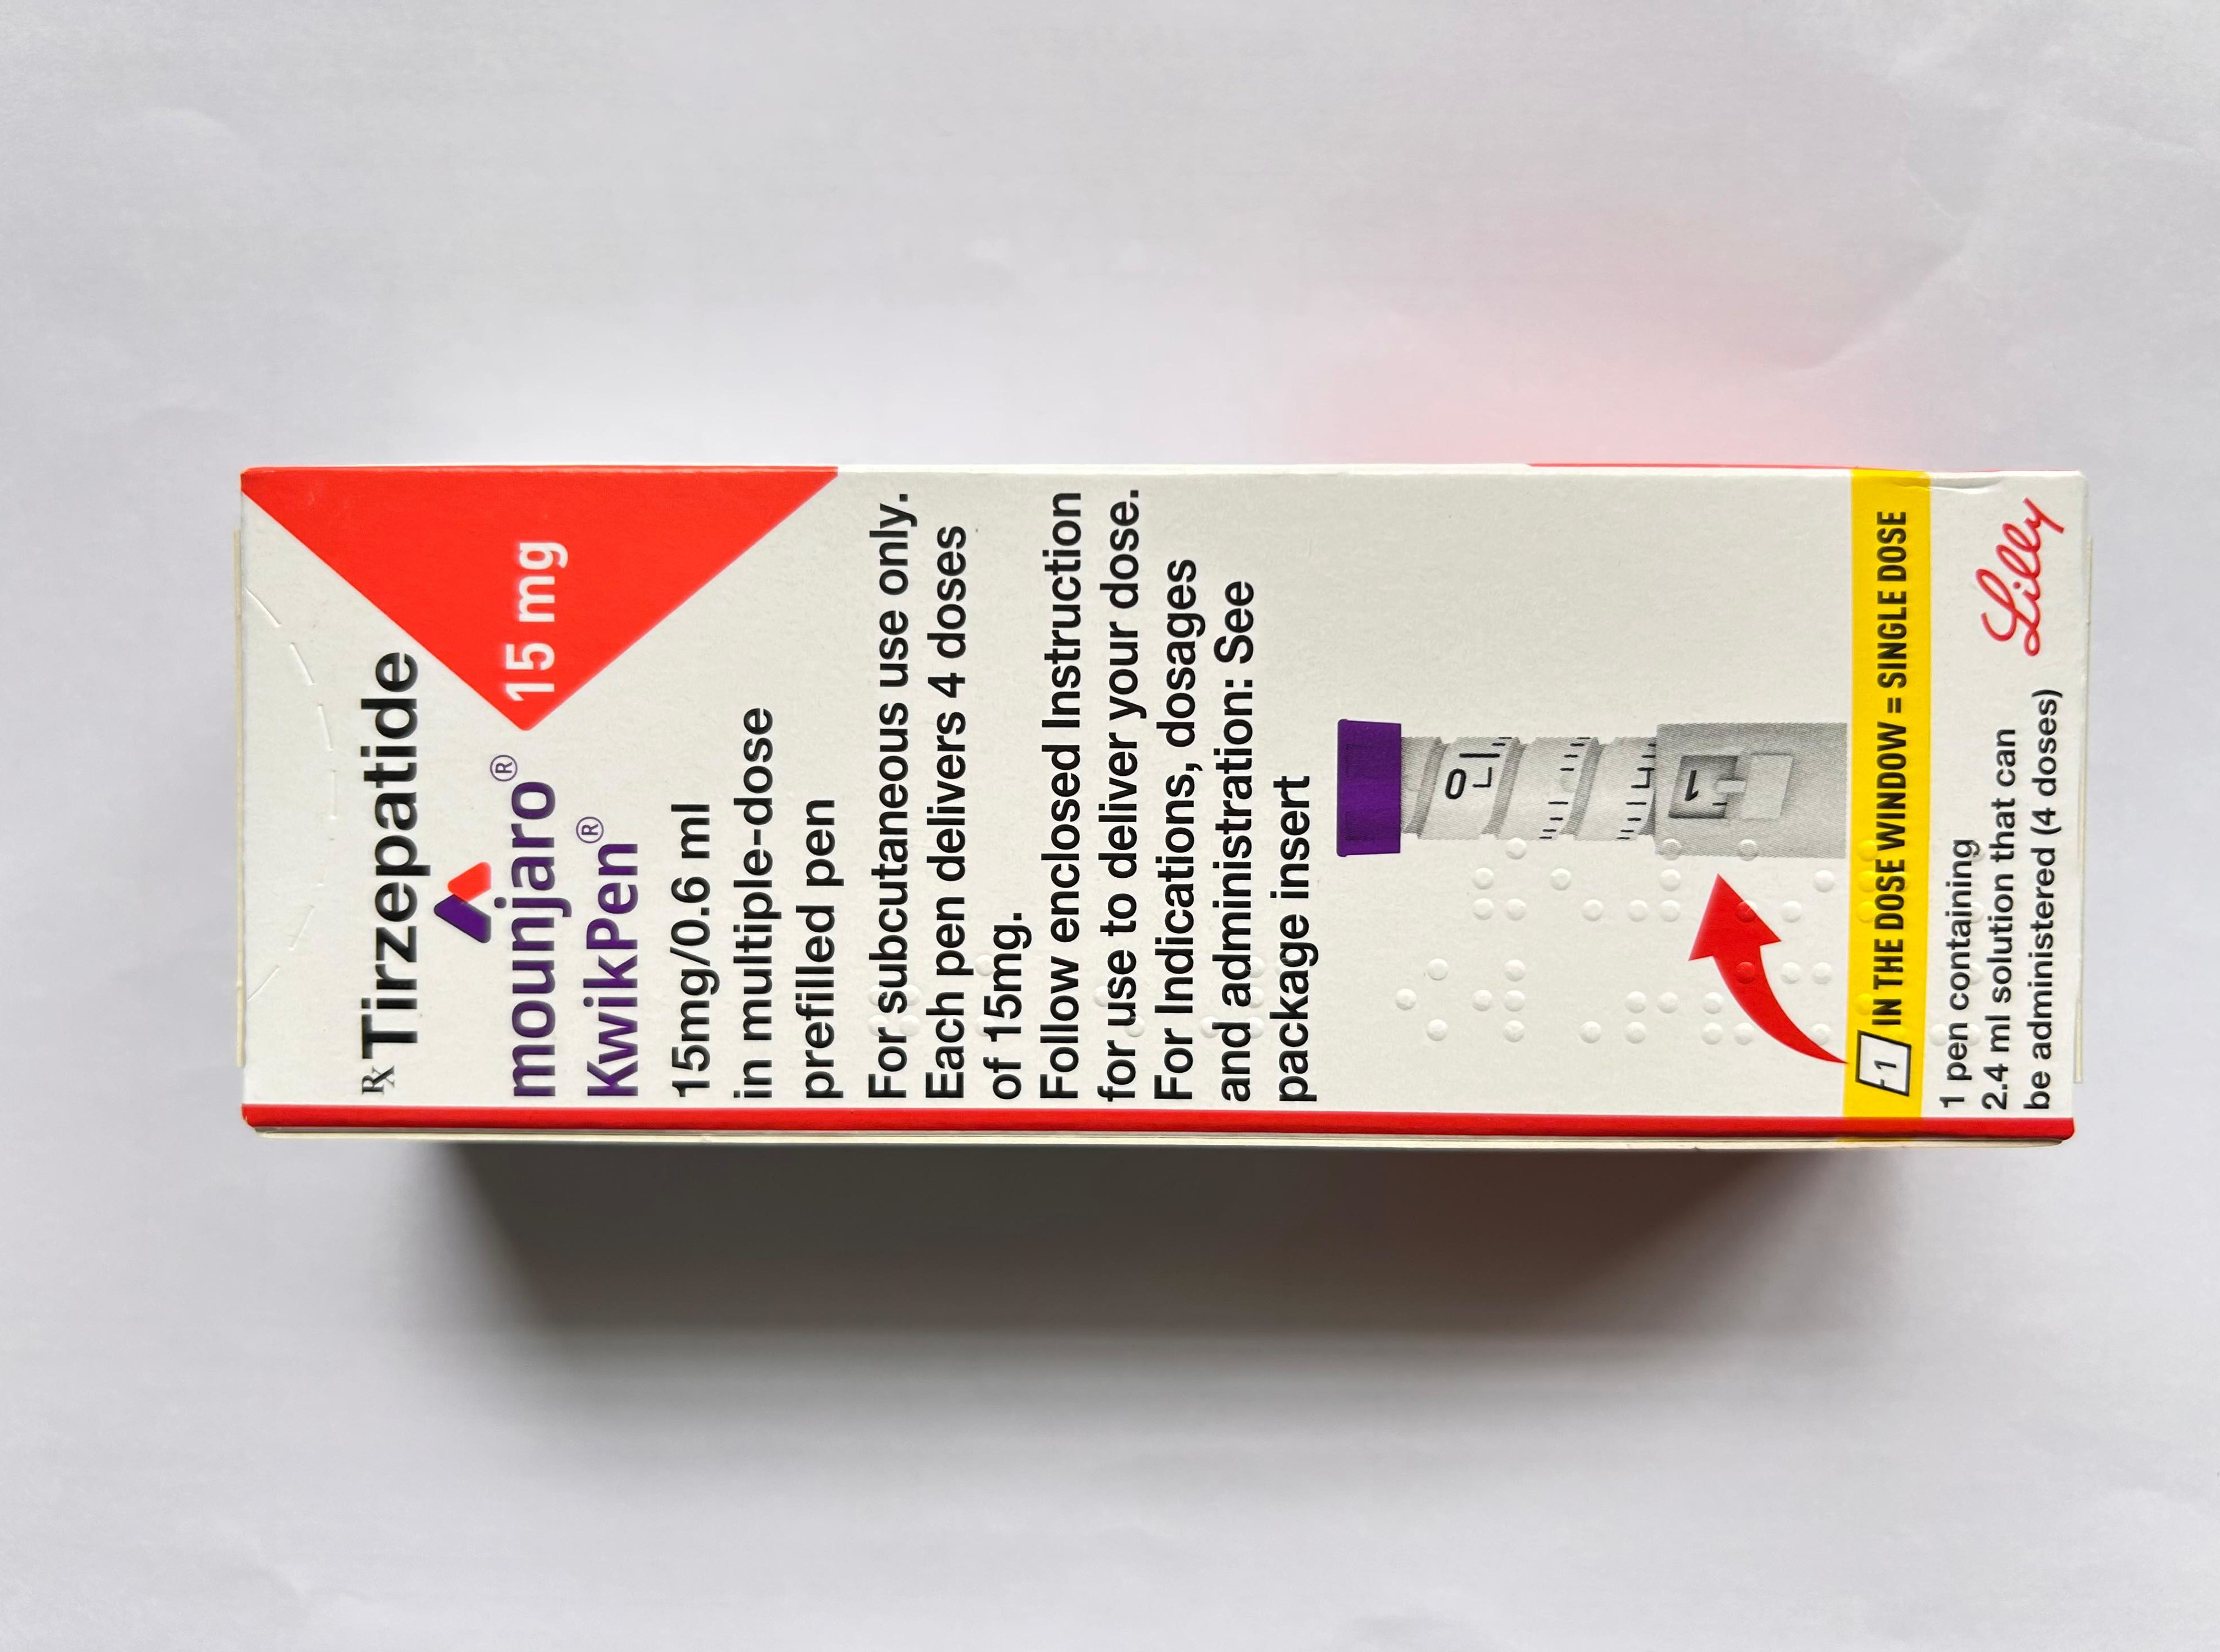 Rx Tirzepatide
mounjaro®
KwikPen®
15 mg
15mg/0.6 ml
in multiple-dose
prefilled pen
For subcutaneous use only.
Each pen delivers 4 doses
of 15mg.
Follow enclosed Instruction
for use to deliver your dose.
For Indications, dosages
and administration: See
package insert
0
1
1 IN THE DOSE WINDOW = SINGLE DOSE
1 pen containing
2.4 ml solution that can
be administered (4 doses)
Lilly